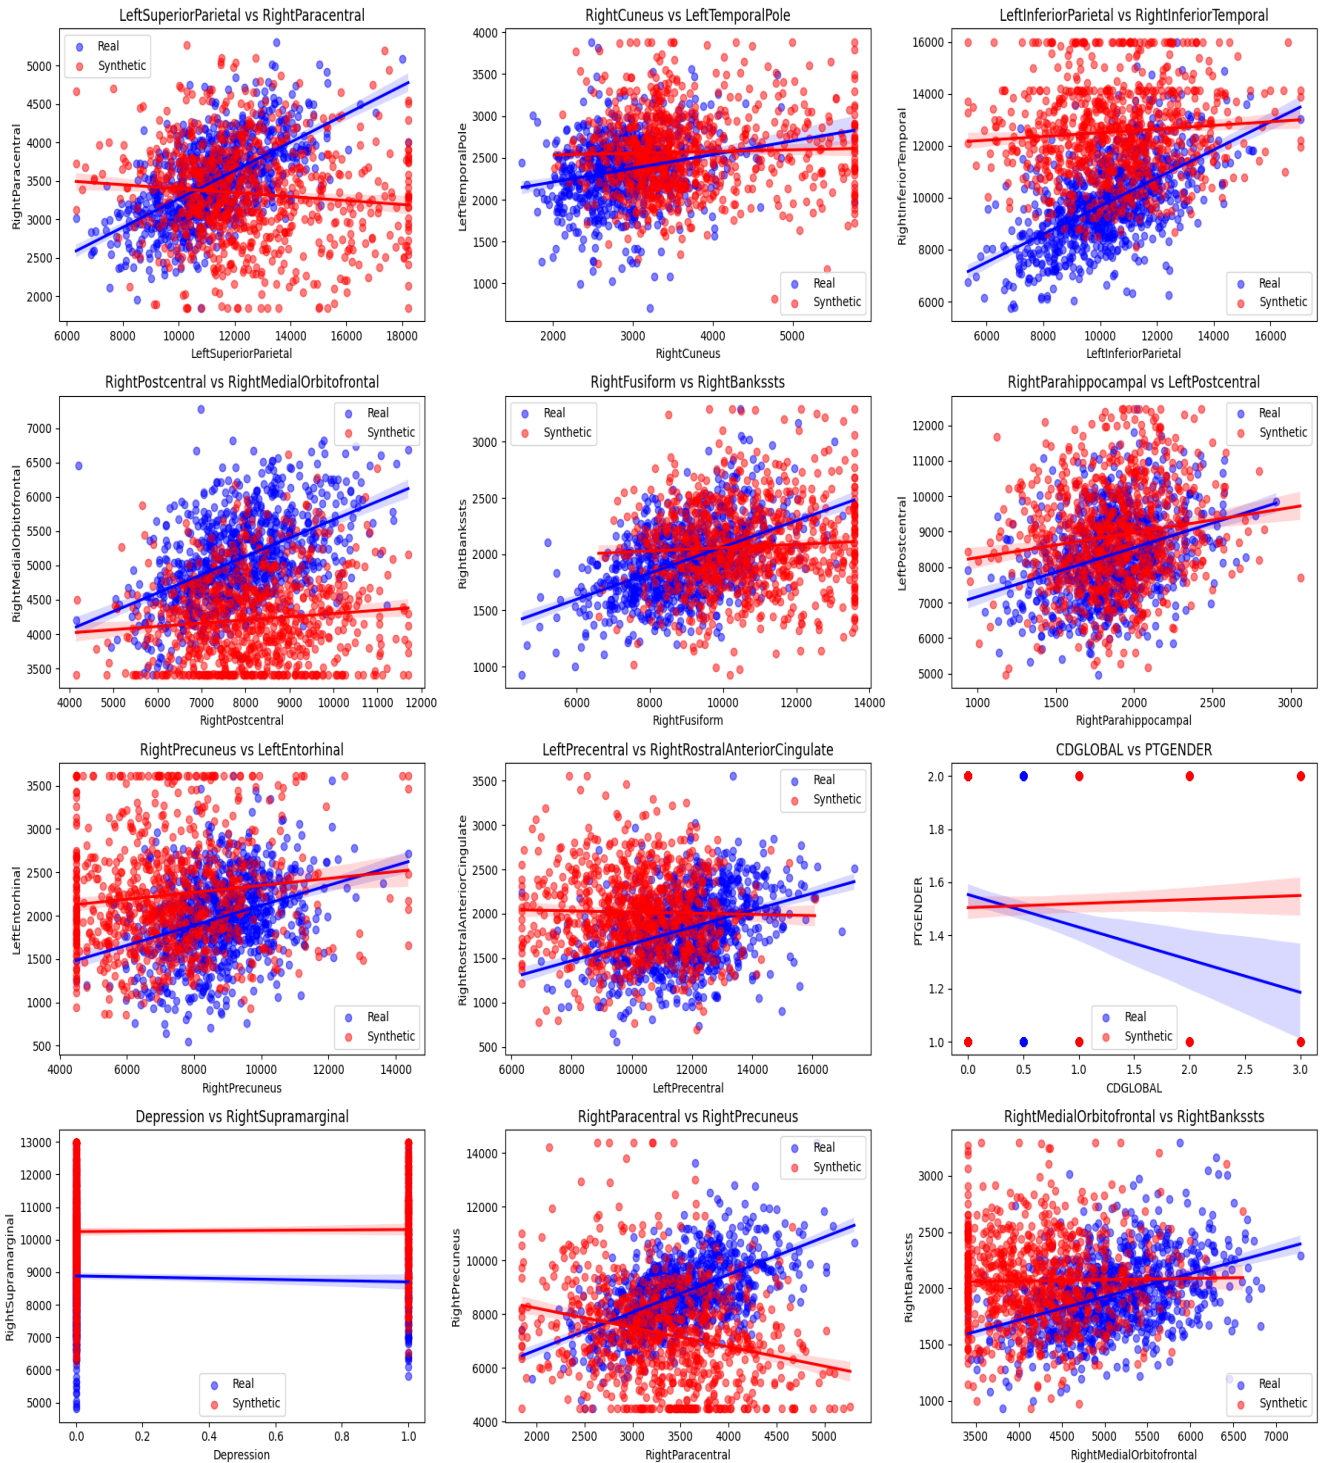 LeftSuperiorParietal vs RightParacentral
Real
Synthetic
RightParacentral
5000
4500
4000
3500
3000
2500
2000
6000 8000 10000 12000 14000 16000 18000
LeftSuperiorParietal
RightCuneus vs LeftTemporalPole
LeftTemporalPole
4000
3500
3000
2500
2000
1500
1000
Real
Synthetic
2000 3000 4000 5000
RightCuneus
LeftInferiorParietal vs RightInferiorTemporal
RightInferiorTemporal
16000
14000
12000
10000
8000
6000
Real
Synthetic
6000 8000 10000 12000 14000 16000
LeftInferiorParietal
RightPostcentral vs RightMedialOrbitofrontal
Real
Synthetic
RightMedialOrbitofrontal
7000
6500
6000
5500
5000
4500
4000
3500
4000 5000 6000 7000 8000 9000 10000 11000 12000
RightPostcentral
RightFusiform vs RightBankssts
Real
Synthetic
RightBankssts
3000
2500
2000
1500
1000
6000 8000 10000 12000 14000
RightFusiform
RightParahippocampal vs LeftPostcentral
Real
Synthetic
LeftPostcentral
12000
11000
10000
9000
8000
7000
6000
5000
1000 1500 2000 2500 3000
RightParahippocampal
RightPrecuneus vs LeftEntorhinal
LeftEntorhinal
3500
3000
2500
2000
1500
1000
500
Real
Synthetic
4000 6000 8000 10000 12000 14000
RightPrecuneus
LeftPrecentral vs RightRostralAnteriorCingulate
Real
Synthetic
RightRostralAnteriorCingulate
3500
3000
2500
2000
1500
1000
500
6000 8000 10000 12000 14000 16000
LeftPrecentral
CDGLOBAL vs PTGENDER
PTGENDER
2.0
1.8
1.6
1.4
1.2
1.0
Real
Synthetic
0.0 0.5 1.0 1.5 2.0 2.5 3.0
CDGLOBAL
Depression vs RightSupramarginal
RightSupramarginal
13000
12000
11000
10000
9000
8000
7000
6000
5000
Real
Synthetic
0.0 0.2 0.4 0.6 0.8 1.0
Depression
RightParacentral vs RightPrecuneus
Real
Synthetic
RightPrecuneus
14000
12000
10000
8000
6000
4000
2000 2500 3000 3500 4000 4500 5000
RightParacentral
RightMedialOrbitofrontal vs RightBankssts
RightBankssts
3000
2500
2000
1500
1000
Real
Synthetic
3500 4000 4500 5000 5500 6000 6500 7000
RightMedialOrbitofrontal